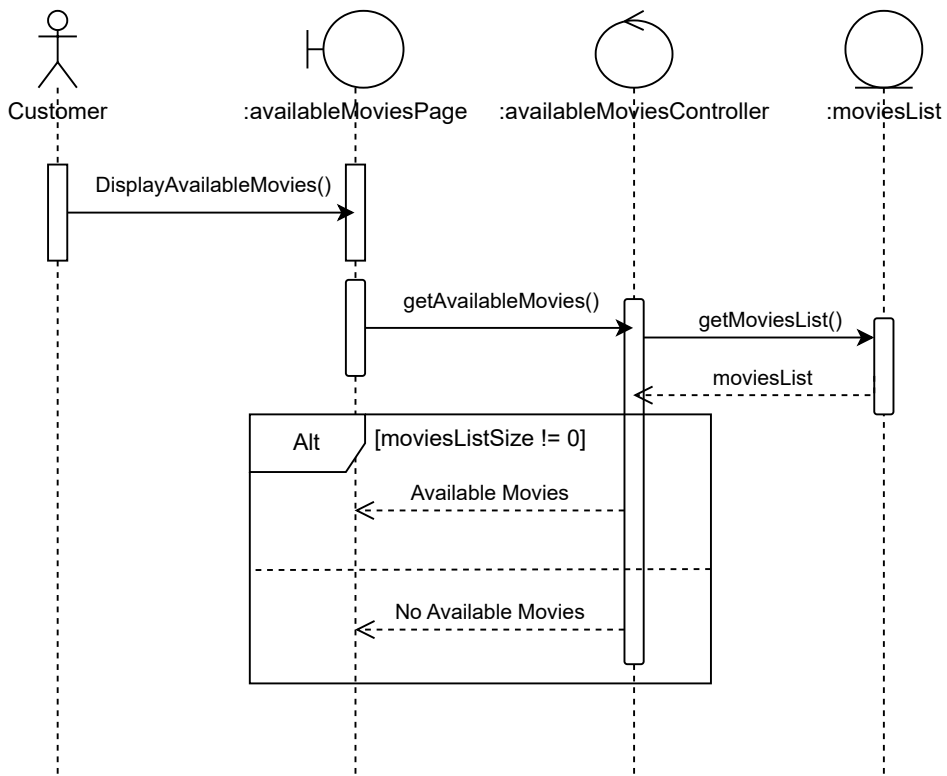 Customer
:availableMoviesPage
:availableMoviesController
:moviesList
DisplayAvailableMovies()
getAvailableMovies()
getMoviesList()
moviesList
Alt
[moviesListSize != 0]
Available Movies
No Available Movies